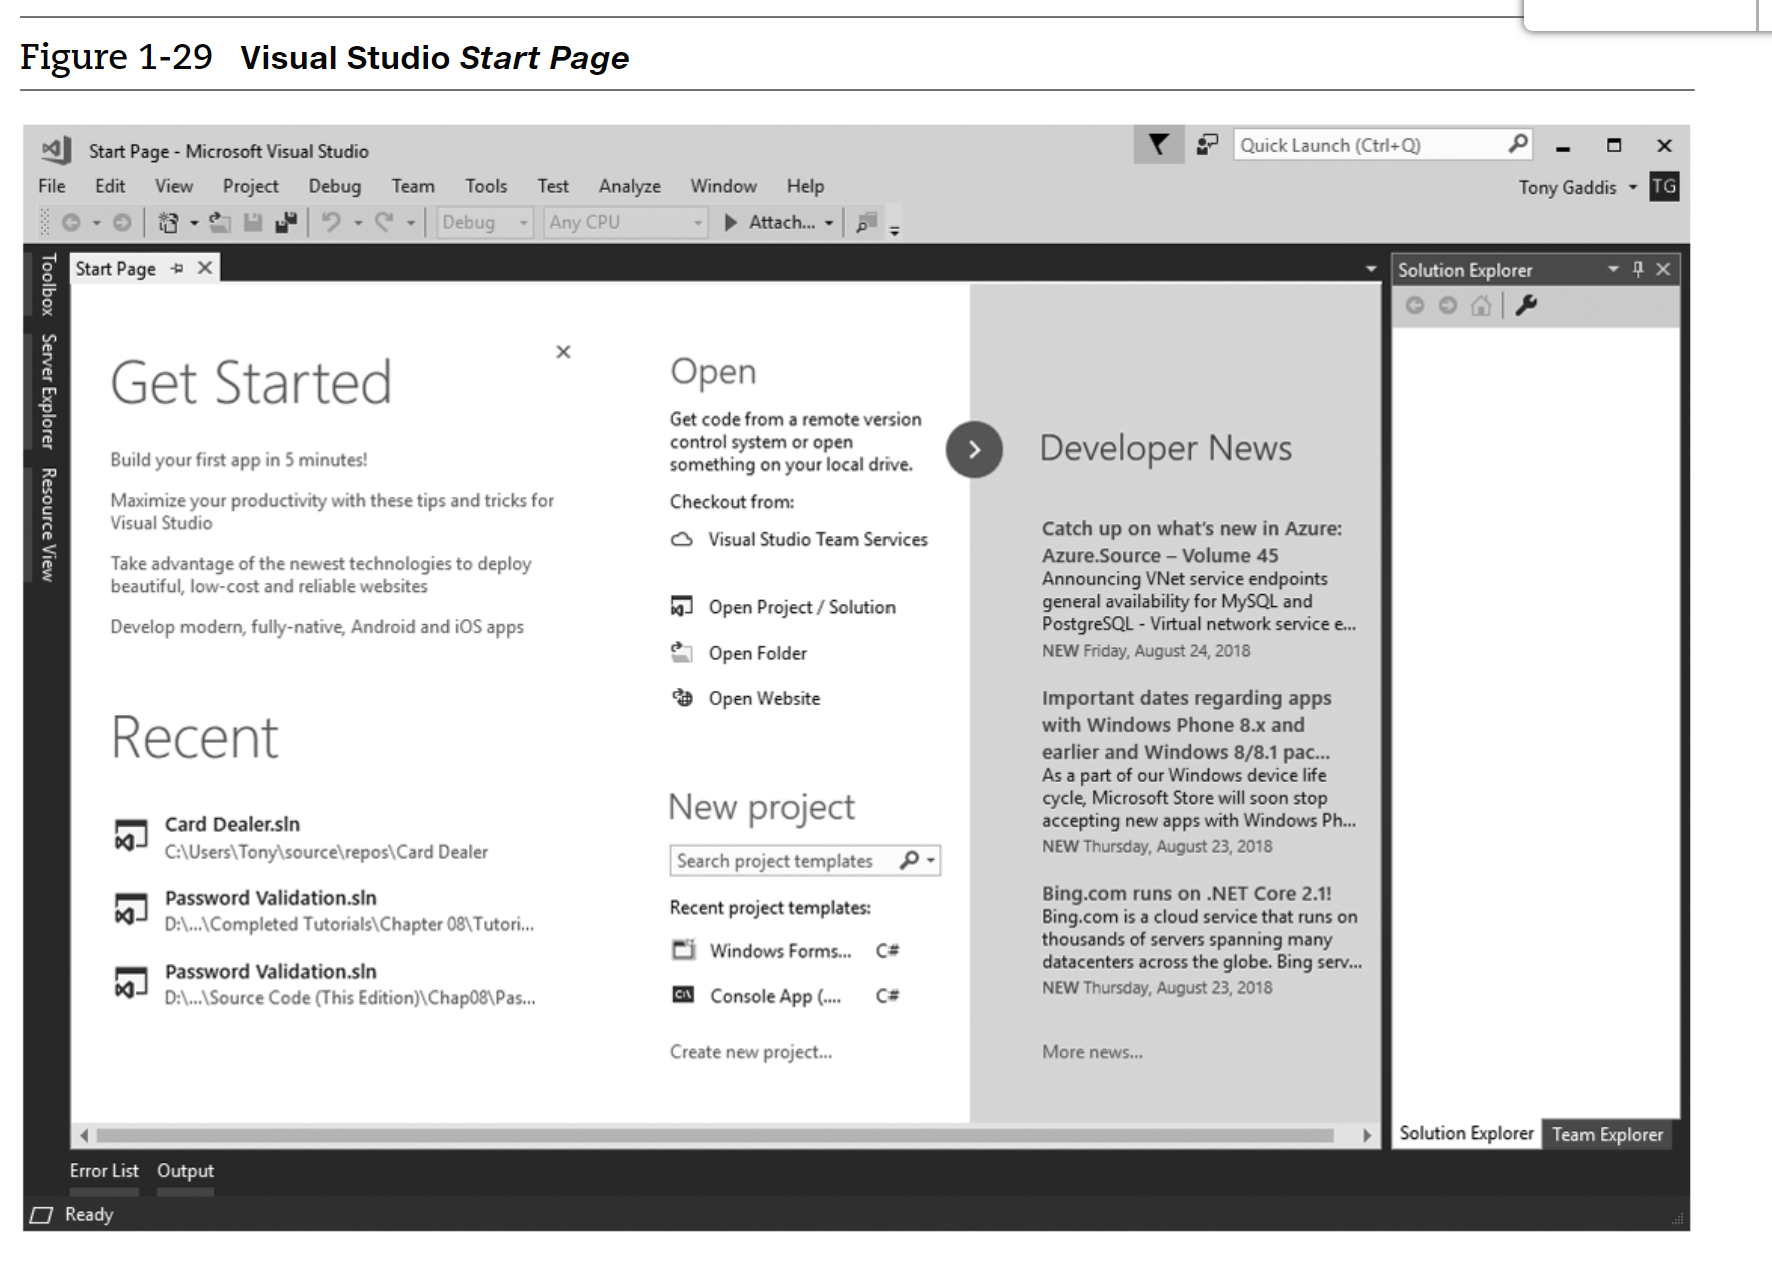 Figure 1-29 Visual Studio Start Page
Start Page - Microsoft Visual Studio
Quick Launch (Ctrl+Q)
File Edit View Project Debug Team Tools Test Analyze Window Help
Tony Gaddis TG
Debug Any CPU Attach...
Toolbox
Server Explorer
Resource View
Start Page
Get Started
Build your first app in 5 minutes!
Maximize your productivity with these tips and tricks for
Visual Studio
Take advantage of the newest technologies to deploy
beautiful, low-cost and reliable websites
Develop modern, fully-native, Android and iOS apps
Recent
Card Dealer.sln
C:\Users\Tony\source\repos\Card Dealer
Password Validation.sln
D:\...\Completed Tutorials\Chapter 08\Tutori...
Password Validation.sln
D:\...\Source Code (This Edition)\Chap08\Pas...
Open
Get code from a remote version
control system or open
something on your local drive.
Checkout from:
Visual Studio Team Services
Open Project / Solution
Open Folder
Open Website
New project
Search project templates
Recent project templates:
Windows Forms... C#
Console App (.... C#
Create new project...
Developer News
Catch up on what's new in Azure:
Azure.Source – Volume 45
Announcing VNet service endpoints
general availability for MySQL and
PostgreSQL - Virtual network service e...
NEW Friday, August 24, 2018
Important dates regarding apps
with Windows Phone 8.x and
earlier and Windows 8/8.1 pac...
As a part of our Windows device life
cycle, Microsoft Store will soon stop
accepting new apps with Windows Ph...
NEW Thursday, August 23, 2018
Bing.com runs on .NET Core 2.1!
Bing.com is a cloud service that runs on
thousands of servers spanning many
datacenters across the globe. Bing serv...
NEW Thursday, August 23, 2018
More news...
Solution Explorer
Solution Explorer Team Explorer
Error List Output
Ready